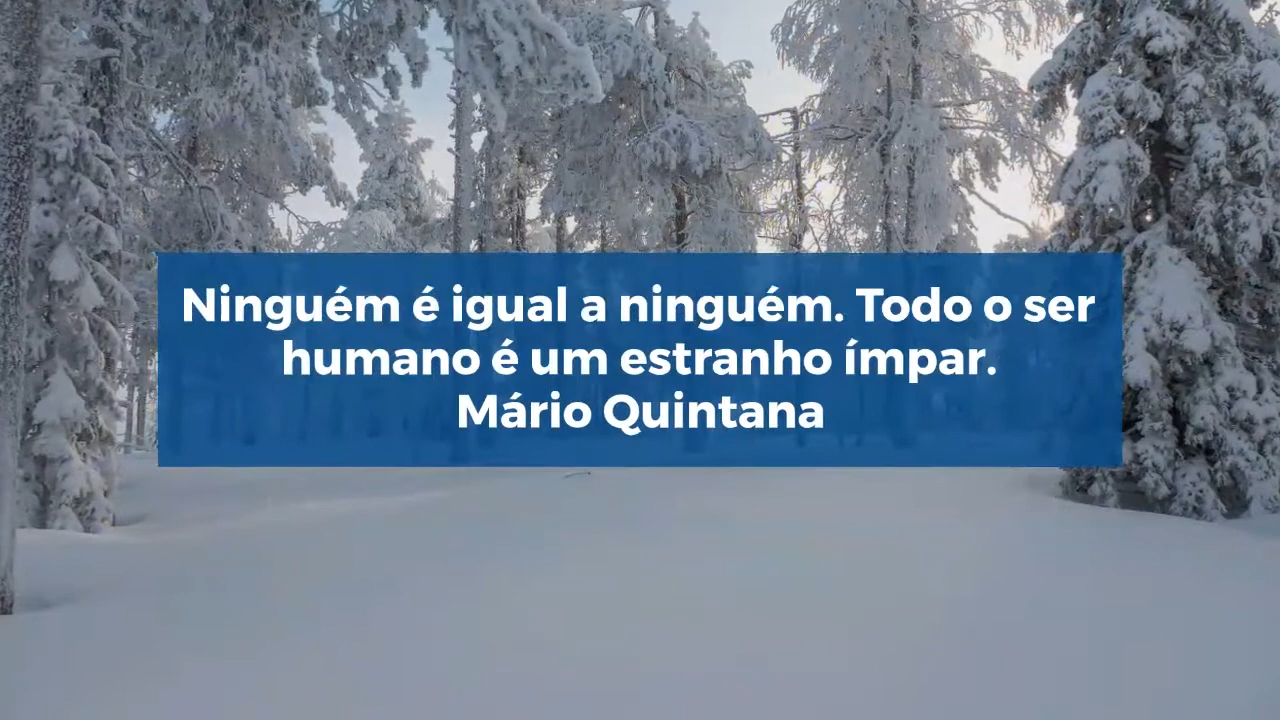 Ninguém é igual a ninguém. Todo o ser
humano é um estranho ímpar.
Mário Quintana